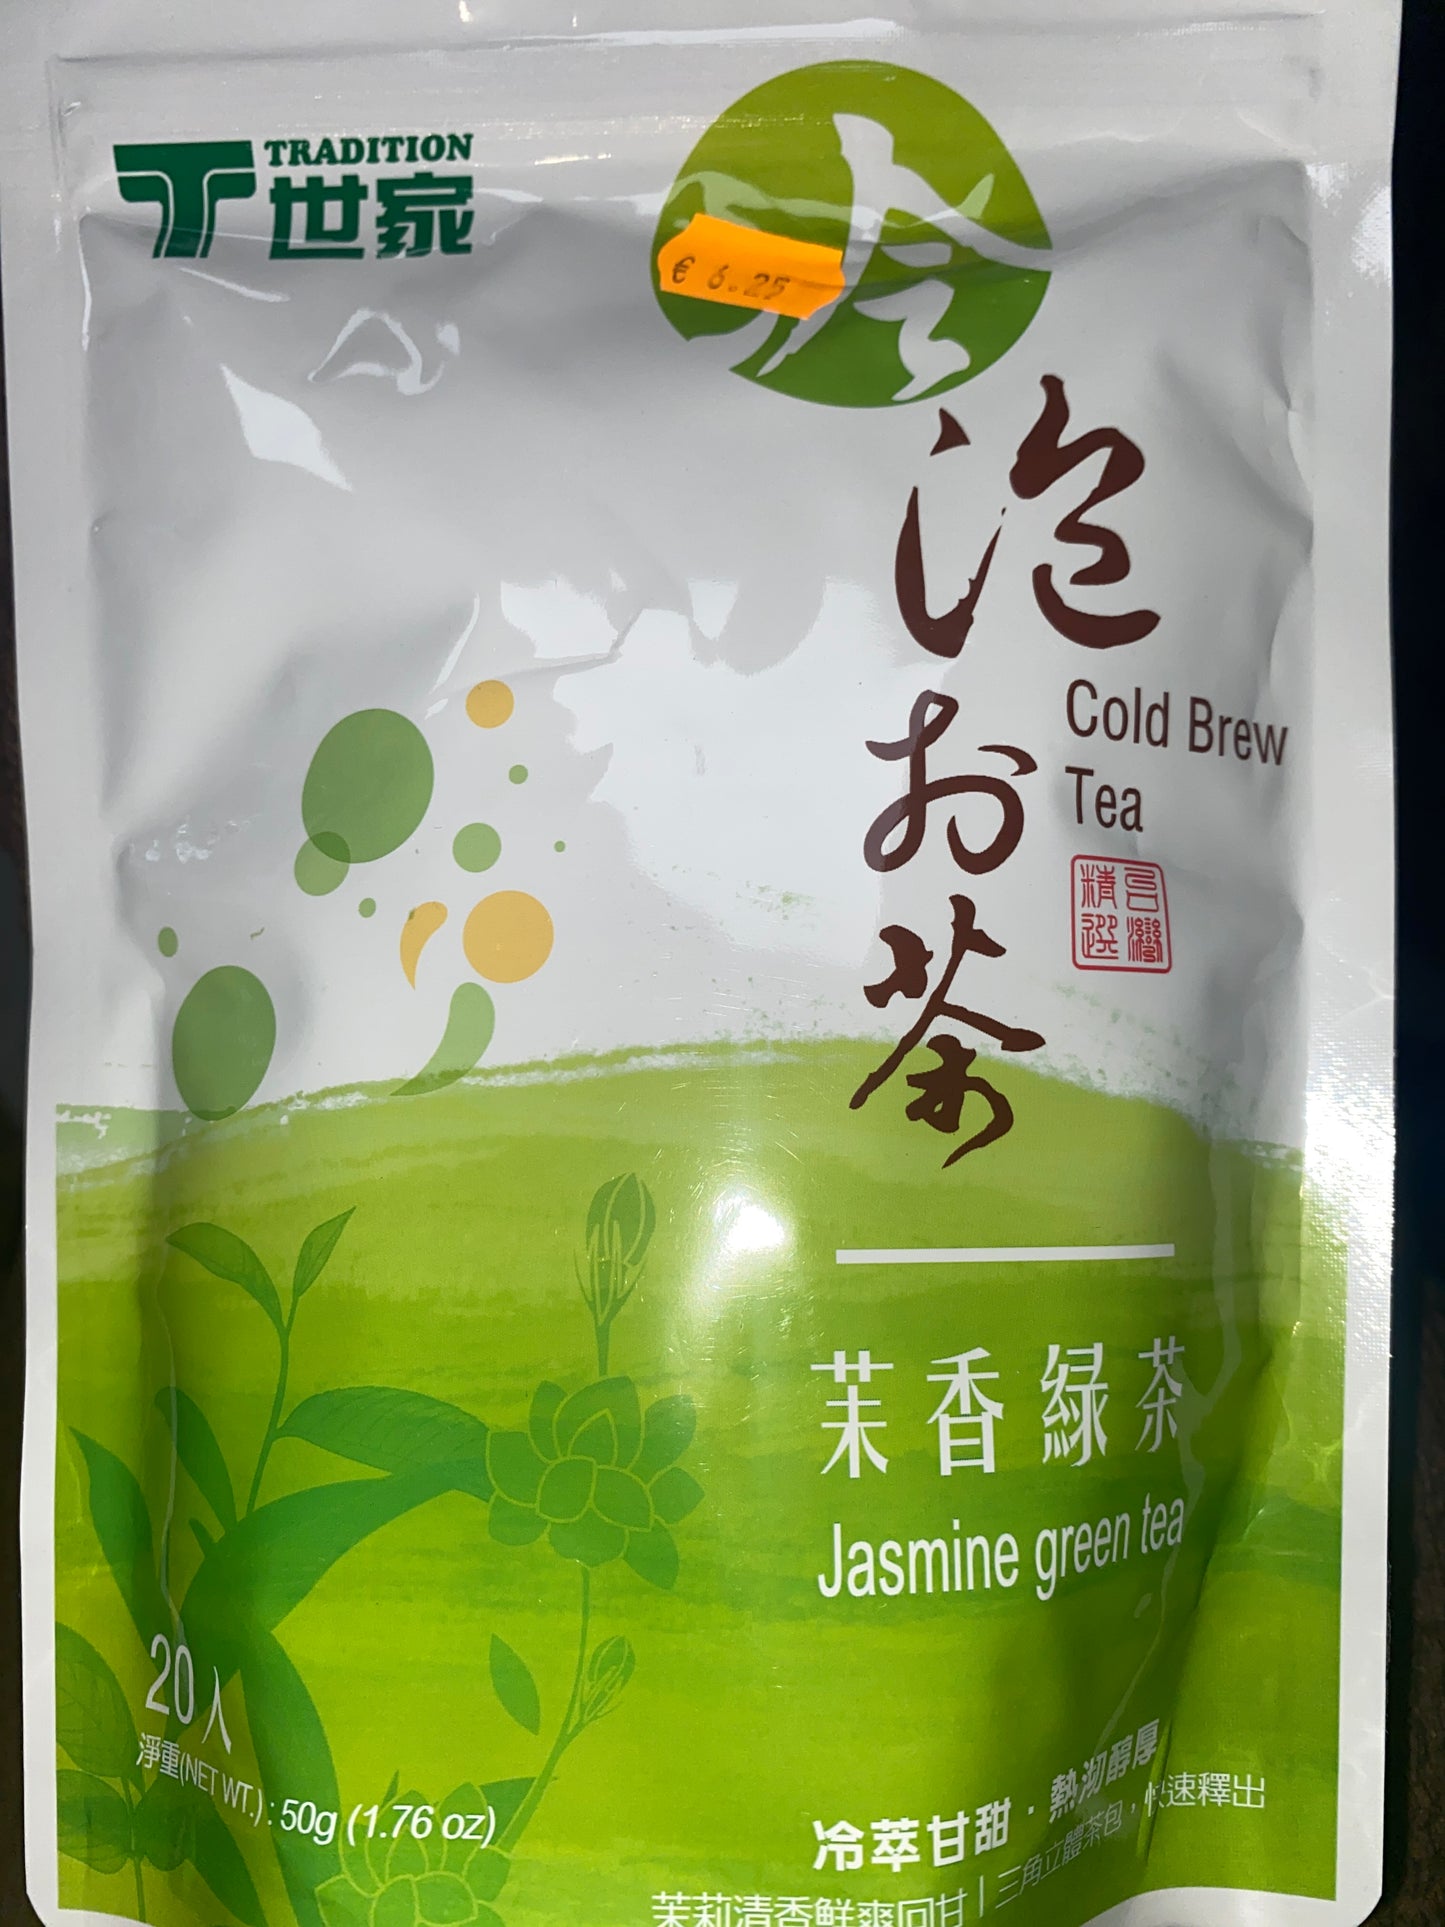 TRADITION
世家
冷
€ 6.25
泡
お
茶
Cold Brew
Tea
台灣
精選
茉香綠茶
Jasmine green tea
20入
淨重(NET WT.) : 50g (1.76 oz)
冷萃甘甜・熱沏醇厚
茉莉清香鮮爽回甘 | 三角立體茶包，快速釋出